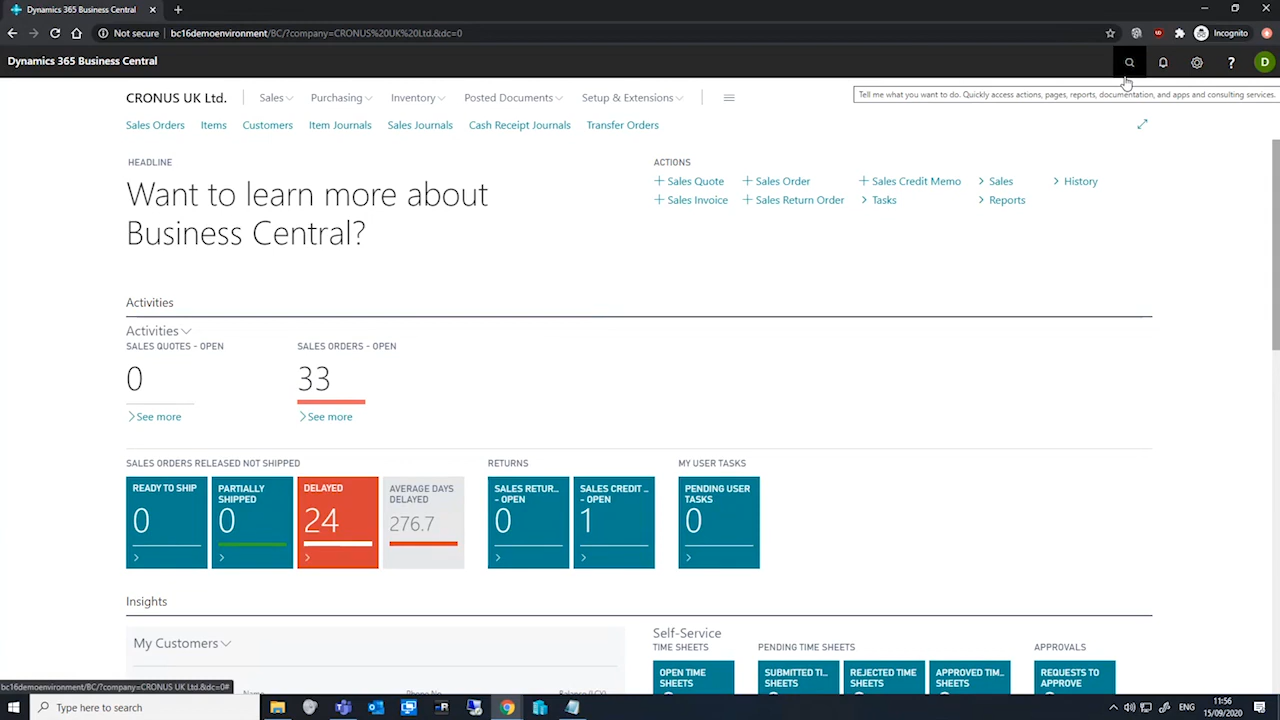 Dynamics 365 Business Central
Not secure bc16demoenvironment/BC/?company=CRONUS%20UK%20Ltd.&dc=0
Incognito
Dynamics 365 Business Central
D
CRONUS UK Ltd.
Sales
Purchasing
Inventory
Posted Documents
Setup & Extensions
Tell me what you want to do. Quickly access actions, pages, reports, documentation, and apps and consulting services.
Sales Orders
Items
Customers
Item Journals
Sales Journals
Cash Receipt Journals
Transfer Orders
HEADLINE
Want to learn more about
Business Central?
ACTIONS
Sales Quote
Sales Order
Sales Credit Memo
Sales
History
Sales Invoice
Sales Return Order
Tasks
Reports
Activities
Activities
SALES QUOTES - OPEN
SALES ORDERS - OPEN
0
33
See more
See more
SALES ORDERS RELEASED NOT SHIPPED
RETURNS
MY USER TASKS
READY TO SHIP
0
PARTIALLY
SHIPPED
0
DELAYED
24
AVERAGE DAYS
DELAYED
276.7
SALES RETUR...
- OPEN
0
SALES CREDIT ...
- OPEN
1
PENDING USER
TASKS
0
Insights
My Customers
Self-Service
TIME SHEETS
PENDING TIME SHEETS
APPROVALS
OPEN TIME
SHEETS
SUBMITTED TI...
SHEETS
REJECTED TIME
SHEETS
APPROVED TIM...
SHEETS
REQUESTS TO
APPROVE
bc16demoenvironment/BC/?company=CRONUS UK Ltd.&dc=0#
Name
Phone No.
Balance (LCY)
Type here to search
ENG
11:56
15/09/2020